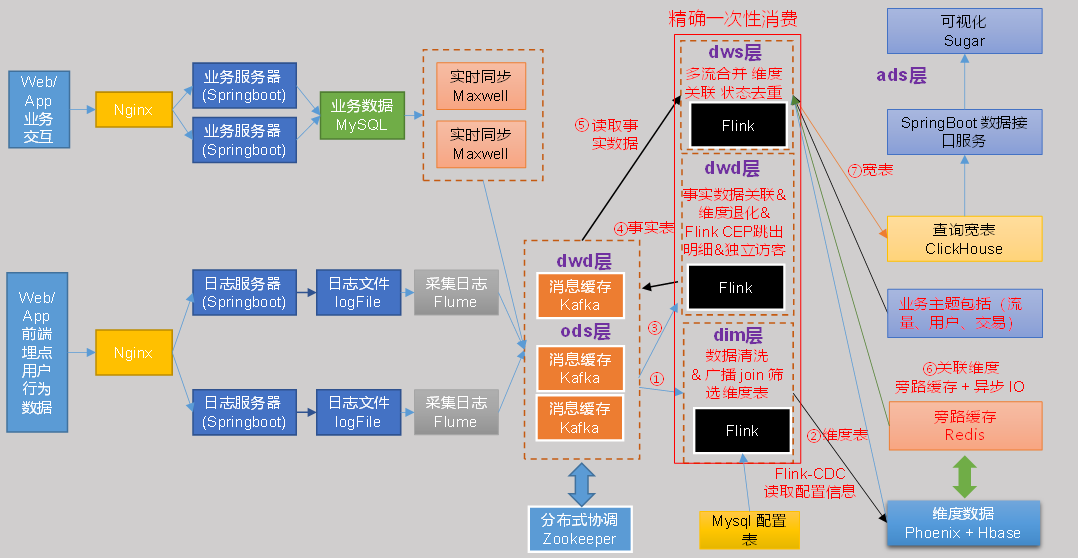 Web/
App
业务
交互
Nginx
业务服务器
(Springboot)
业务服务器
(Springboot)
业务数据
MySQL
实时同步
Maxwell
实时同步
Maxwell
Web/
App
前端
埋点
用户
行为
数据
Nginx
日志服务器
(Springboot)
日志文件
logFile
采集日志
Flume
日志服务器
(Springboot)
日志文件
logFile
采集日志
Flume
dwd层
消息缓存
Kafka
ods层
消息缓存
Kafka
消息缓存
Kafka
分布式协调
Zookeeper
⑤读取事
实数据
④事实表
③
①
精确一次性消费
dws层
多流合并 维度
关联 状态去重
Flink
dwd层
事实数据关联&
维度退化&
Flink CEP跳出
明细&独立访客
Flink
dim层
数据清洗
& 广播 join 筛
选维度表
Flink
②维度表
Flink-CDC
读取配置信息
Mysql 配置
表
可视化
Sugar
ads层
SpringBoot 数据接
口服务
⑦宽表
查询宽表
ClickHouse
业务主题包括（流
量、用户、交易）
⑥关联维度
旁路缓存 + 异步 IO
旁路缓存
Redis
维度数据
Phoenix + Hbase